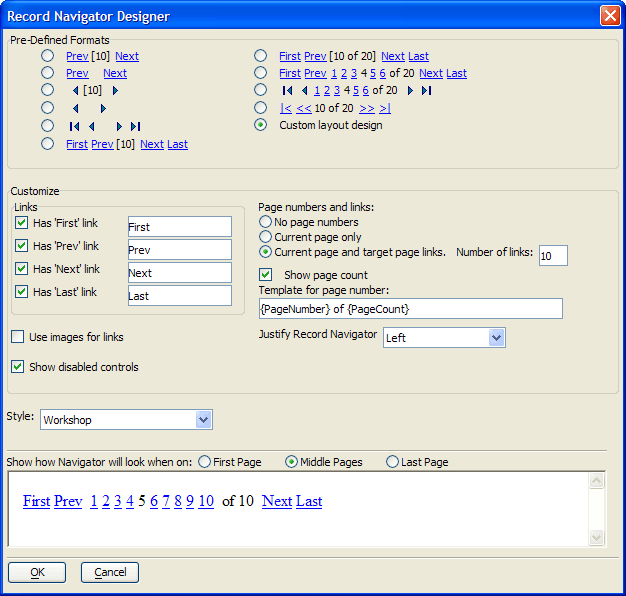 Record Navigator Designer
Pre-Defined Formats
Prev [10] Next
Prev Next
[10]
First Prev [10] Next Last
First Prev [10 of 20] Next Last
First Prev 1 2 3 4 5 6 of 20 Next Last
1 2 3 4 5 6 of 20
|< << 10 of 20 >> >|
Custom layout design
Customize
Links
Has 'First' link First
Has 'Prev' link Prev
Has 'Next' link Next
Has 'Last' link Last
Use images for links
Show disabled controls
Page numbers and links:
No page numbers
Current page only
Current page and target page links. Number of links: 10
Show page count
Template for page number:
{PageNumber} of {PageCount}
Justify Record Navigator Left
Style: Workshop
Show how Navigator will look when on: First Page Middle Pages Last Page
First Prev 1 2 3 4 5 6 7 8 9 10 of 10 Next Last
OK Cancel